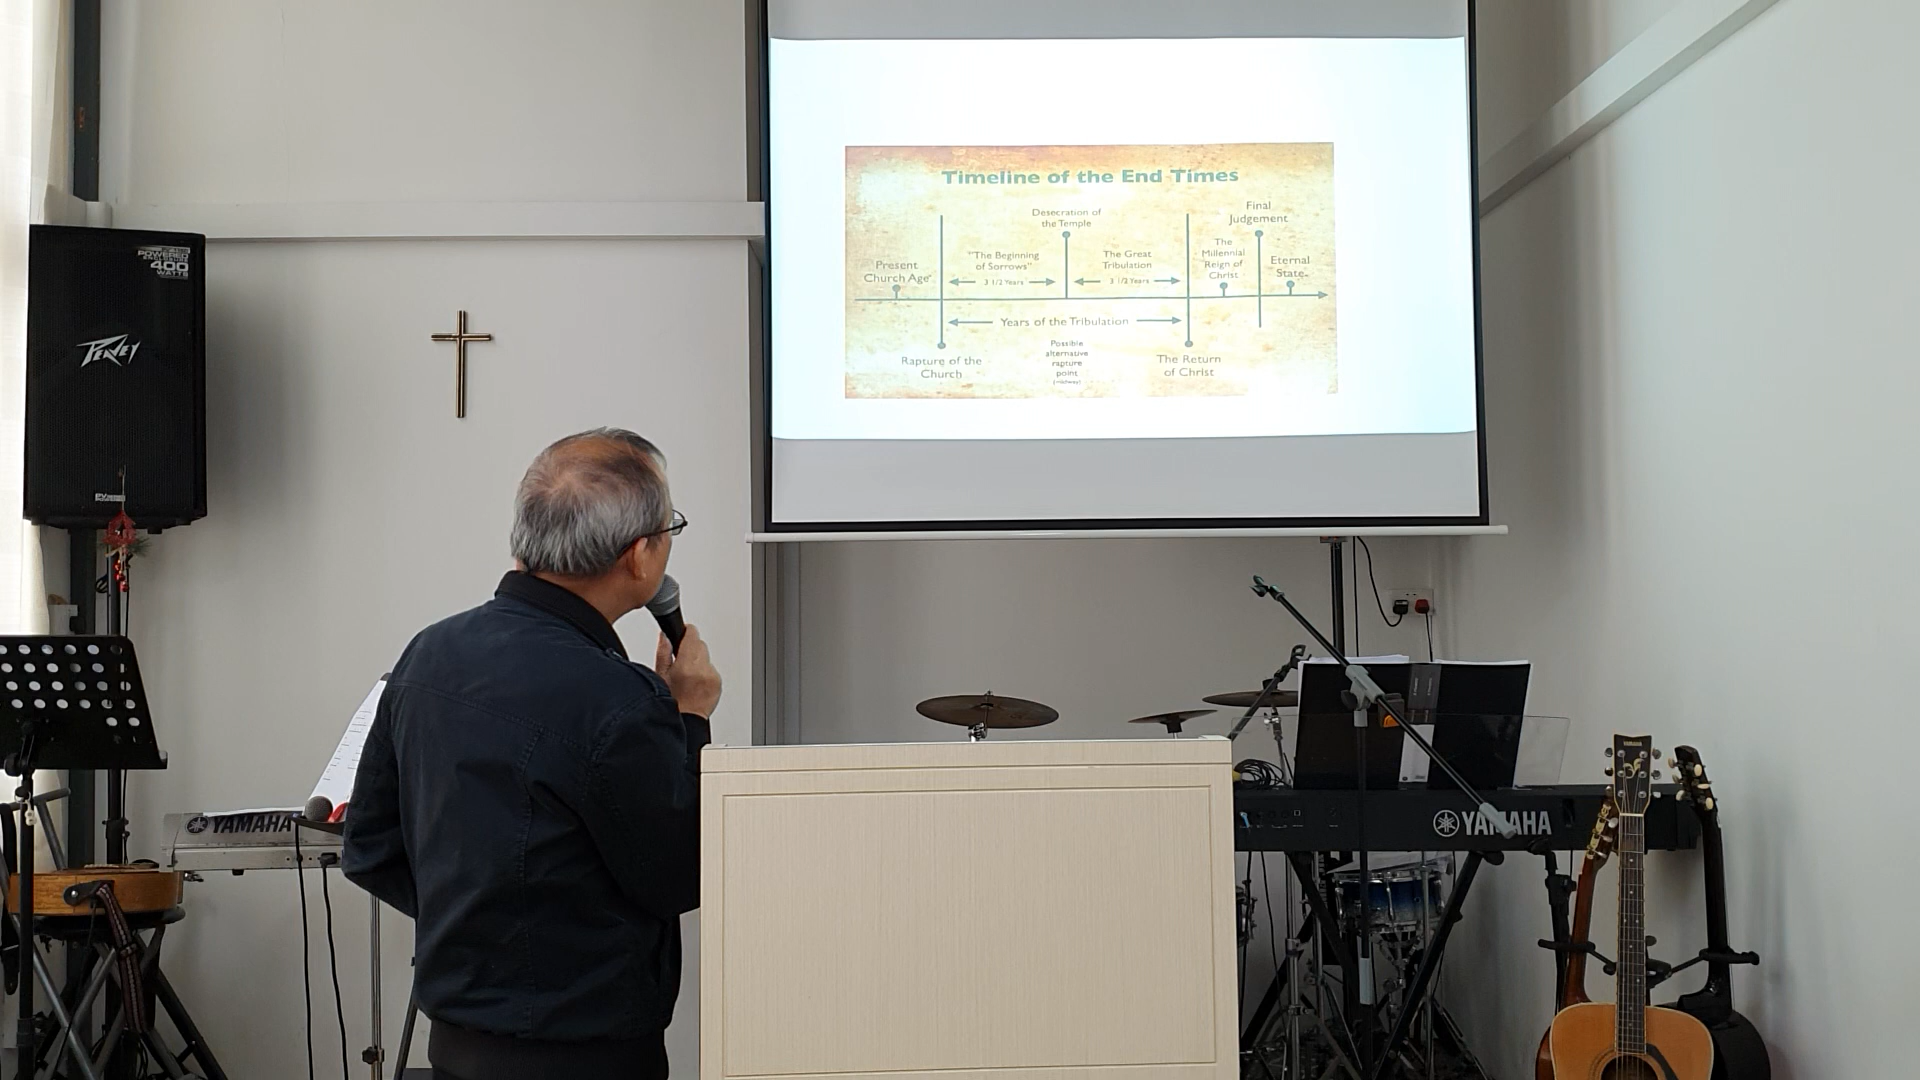 POWERED
ENCLOSURE
400
WATTS
PEAVEY
YAMAHA
Timeline of the End Times
Desecration of
the Temple
Final
Judgement
"The Beginning
of Sorrows"
3 1/2 Years
The Great
Tribulation
3 1/2 Years
The
Millennial
Reign of
Christ
Present
Church Age
Eternal
State
Years of the Tribulation
Rapture of the
Church
Possible
alternative
rapture
point
(midway)
The Return
of Christ
YAMAHA
YAMAHA